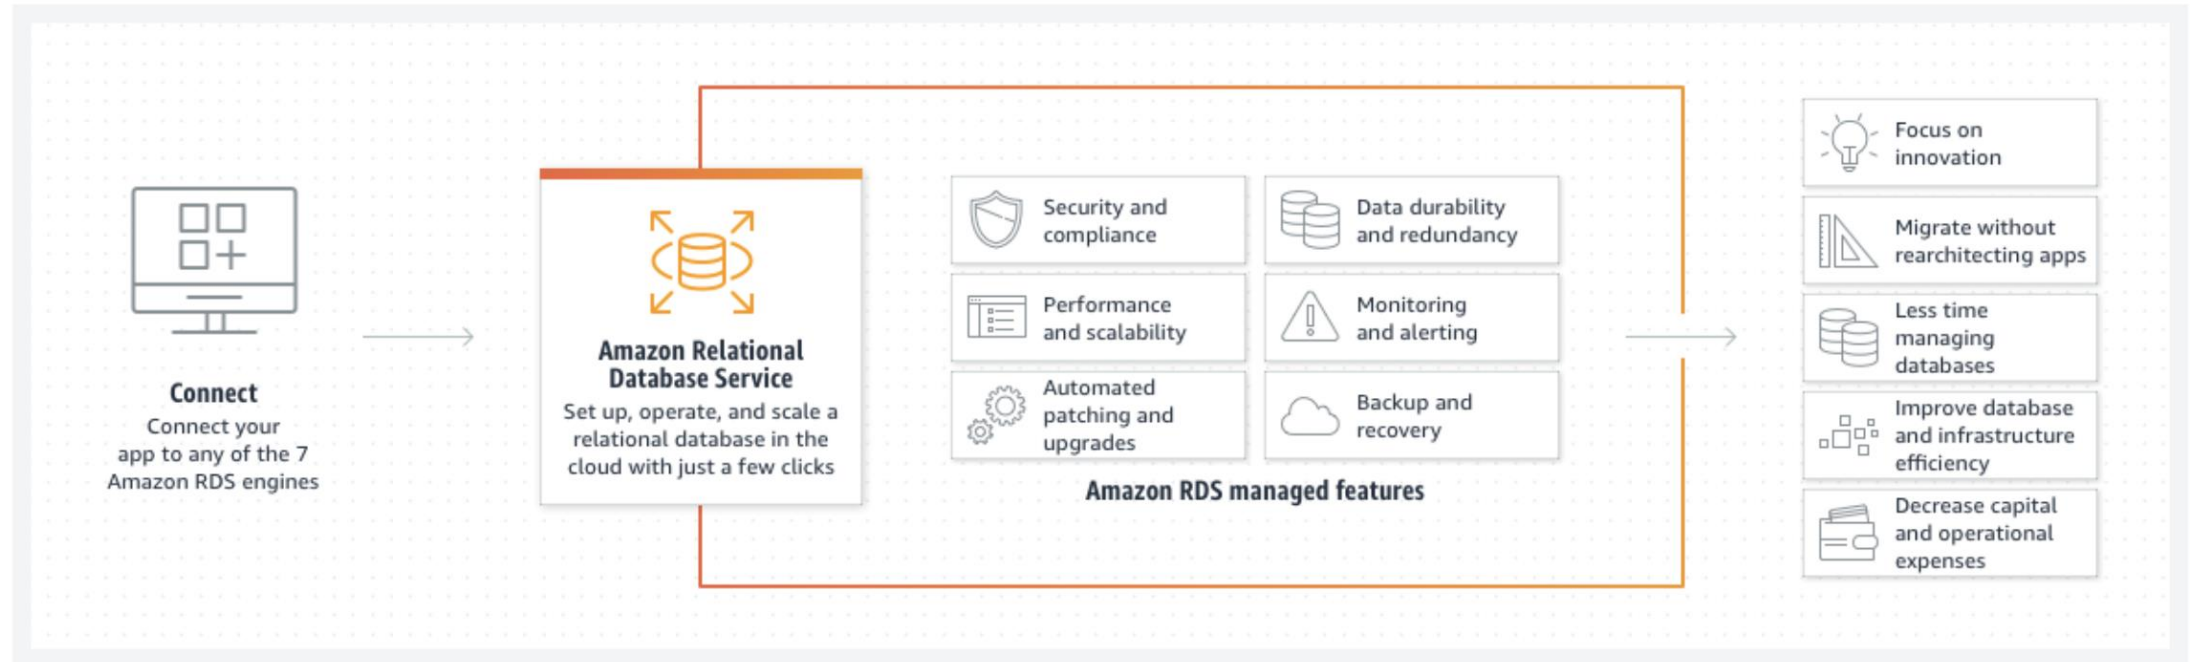 Connect
Connect your
app to any of the 7
Amazon RDS engines
Amazon Relational
Database Service
Set up, operate, and scale a
relational database in the
cloud with just a few clicks
Security and
compliance
Data durability
and redundancy
Performance
and scalability
Monitoring
and alerting
Automated
patching and
upgrades
Backup and
recovery
Amazon RDS managed features
Focus on
innovation
Migrate without
rearchitecting apps
Less time
managing
databases
Improve database
and infrastructure
efficiency
Decrease capital
and operational
expenses